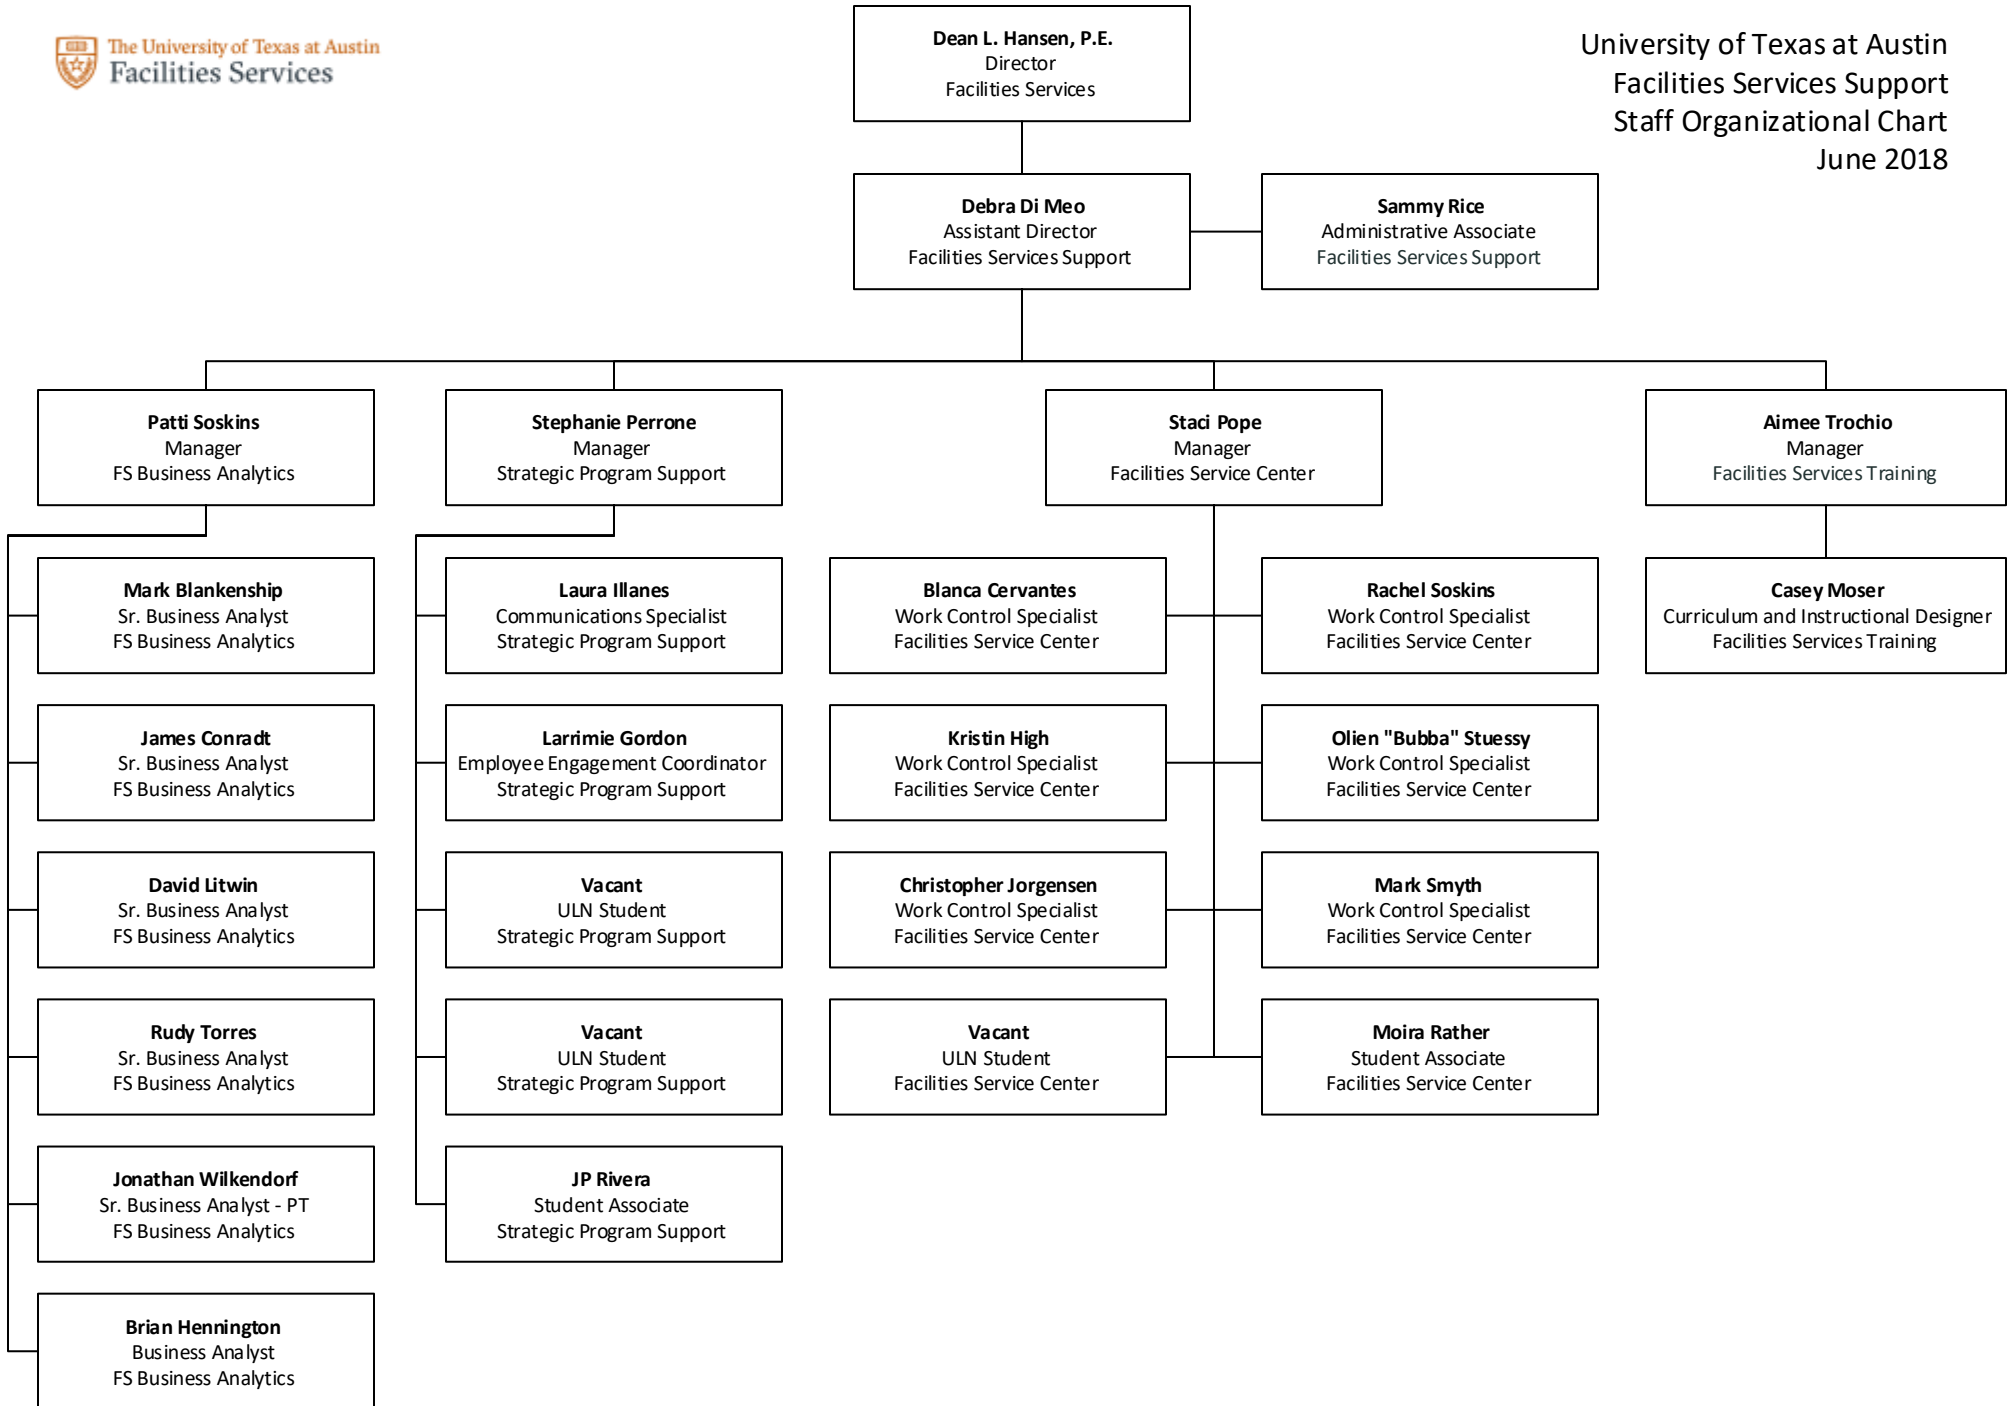 The University of Texas at Austin
Facilities Services
University of Texas at Austin
Facilities Services Support
Staff Organizational Chart
June 2018
Dean L. Hansen, P.E.
Director
Facilities Services
Debra Di Meo
Assistant Director
Facilities Services Support
Sammy Rice
Administrative Associate
Facilities Services Support
Patti Soskins
Manager
FS Business Analytics
Stephanie Perrone
Manager
Strategic Program Support
Staci Pope
Manager
Facilities Service Center
Aimee Trochio
Manager
Facilities Services Training
Mark Blankenship
Sr. Business Analyst
FS Business Analytics
Laura Illanes
Communications Specialist
Strategic Program Support
Blanca Cervantes
Work Control Specialist
Facilities Service Center
Rachel Soskins
Work Control Specialist
Facilities Service Center
Casey Moser
Curriculum and Instructional Designer
Facilities Services Training
James Conradt
Sr. Business Analyst
FS Business Analytics
Larrimie Gordon
Employee Engagement Coordinator
Strategic Program Support
Kristin High
Work Control Specialist
Facilities Service Center
Olien "Bubba" Stuessy
Work Control Specialist
Facilities Service Center
David Litwin
Sr. Business Analyst
FS Business Analytics
Vacant
ULN Student
Strategic Program Support
Christopher Jorgensen
Work Control Specialist
Facilities Service Center
Mark Smyth
Work Control Specialist
Facilities Service Center
Rudy Torres
Sr. Business Analyst
FS Business Analytics
Vacant
ULN Student
Strategic Program Support
Vacant
ULN Student
Facilities Service Center
Moira Rather
Student Associate
Facilities Service Center
Jonathan Wilkendorf
Sr. Business Analyst - PT
FS Business Analytics
JP Rivera
Student Associate
Strategic Program Support
Brian Hennington
Business Analyst
FS Business Analytics